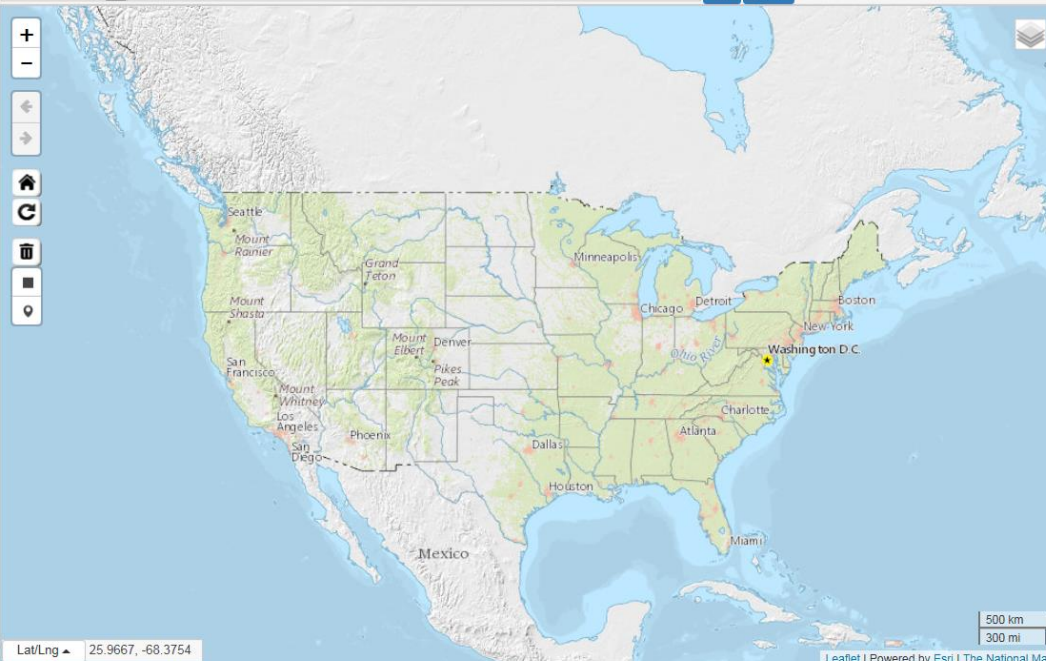 +
−
Seattle
Mount
Rainier
Grand
Teton
Minneapolis
Mount
Shasta
Chicago
Detroit
Boston
New York
Mount
Elbert
Denver
Ohio River
Washington D.C.
San
Francisco
Pikes
Peak
Mount
Whitney
Los
Angeles
Charlotte
Phoenix
Atlanta
San
Diego
Dallas
Houston
Miami
Mexico
500 km
300 mi
Lat/Lng
25.9667, -68.3754
Leaflet | Powered by Esri | The National Ma